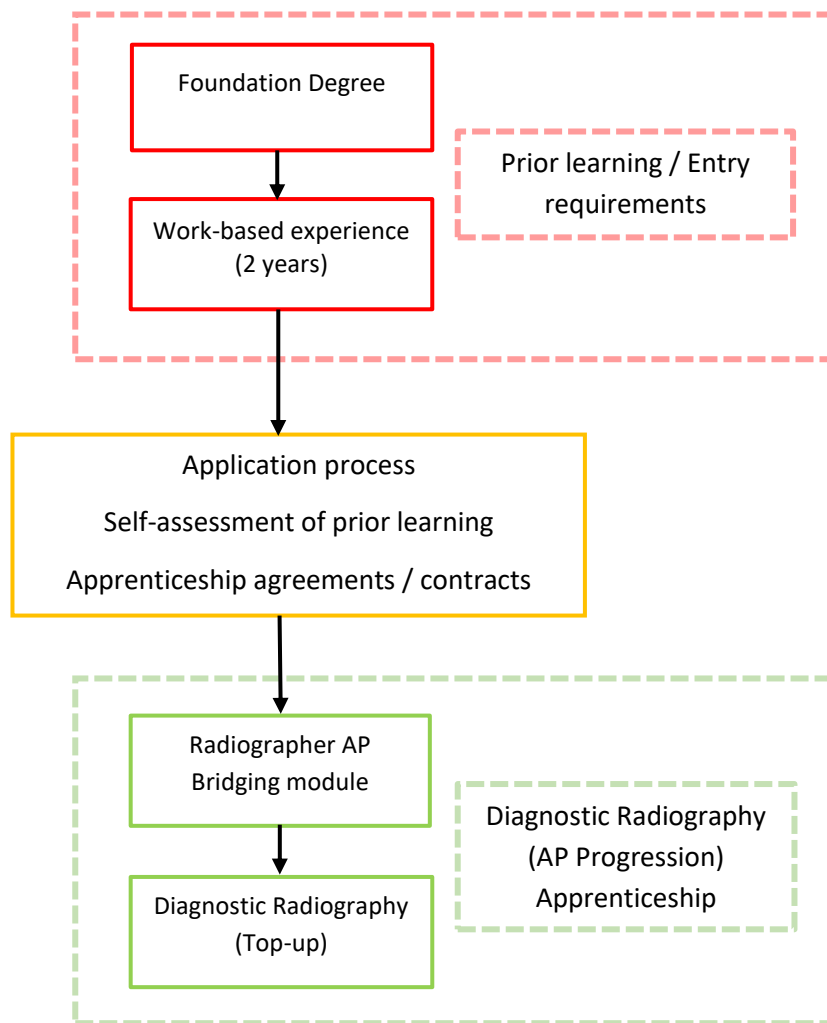 Foundation Degree
Prior learning / Entry
requirements
Work-based experience
(2 years)
Application process
Self-assessment of prior learning
Apprenticeship agreements / contracts
Radiographer AP
Bridging module
Diagnostic Radiography
(AP Progression)
Apprenticeship
Diagnostic Radiography
(Top-up)